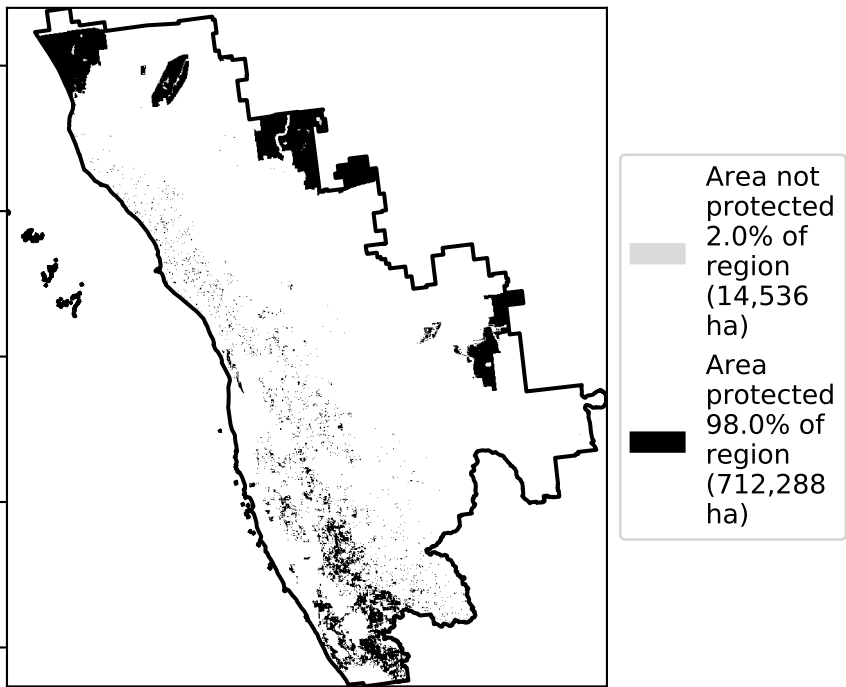 Area not
protected
2.0% of
region
(14,536
ha)
Area
protected
98.0% of
region
(712,288
ha)